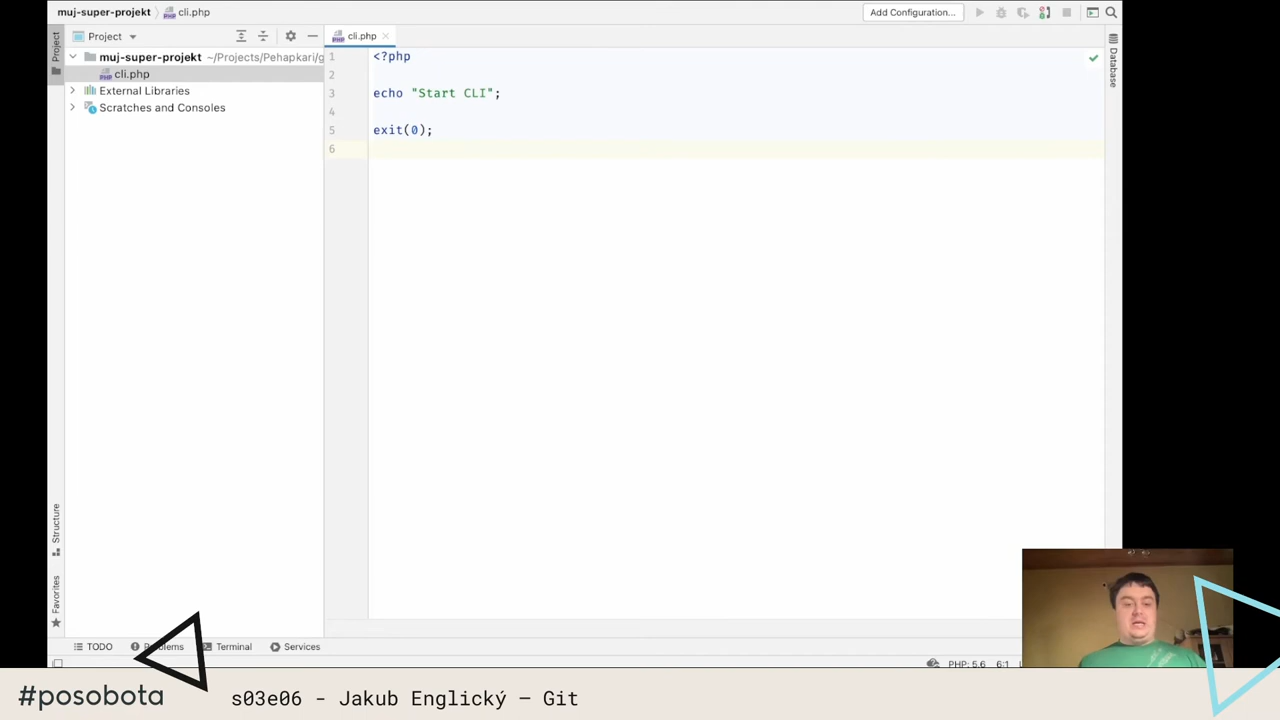 muj-super-projekt cli.php Add Configuration...
Project cli.php
muj-super-projekt ~/Projects/Pehapkari/g
cli.php
External Libraries
Scratches and Consoles
1 <?php
2
3 echo "Start CLI";
4
5 exit(0);
6
Project
Structure
Favorites
Database
TODO Terminal Services
PHP: 5.6 6:1
#posobota s03e06 - Jakub Englický – Git